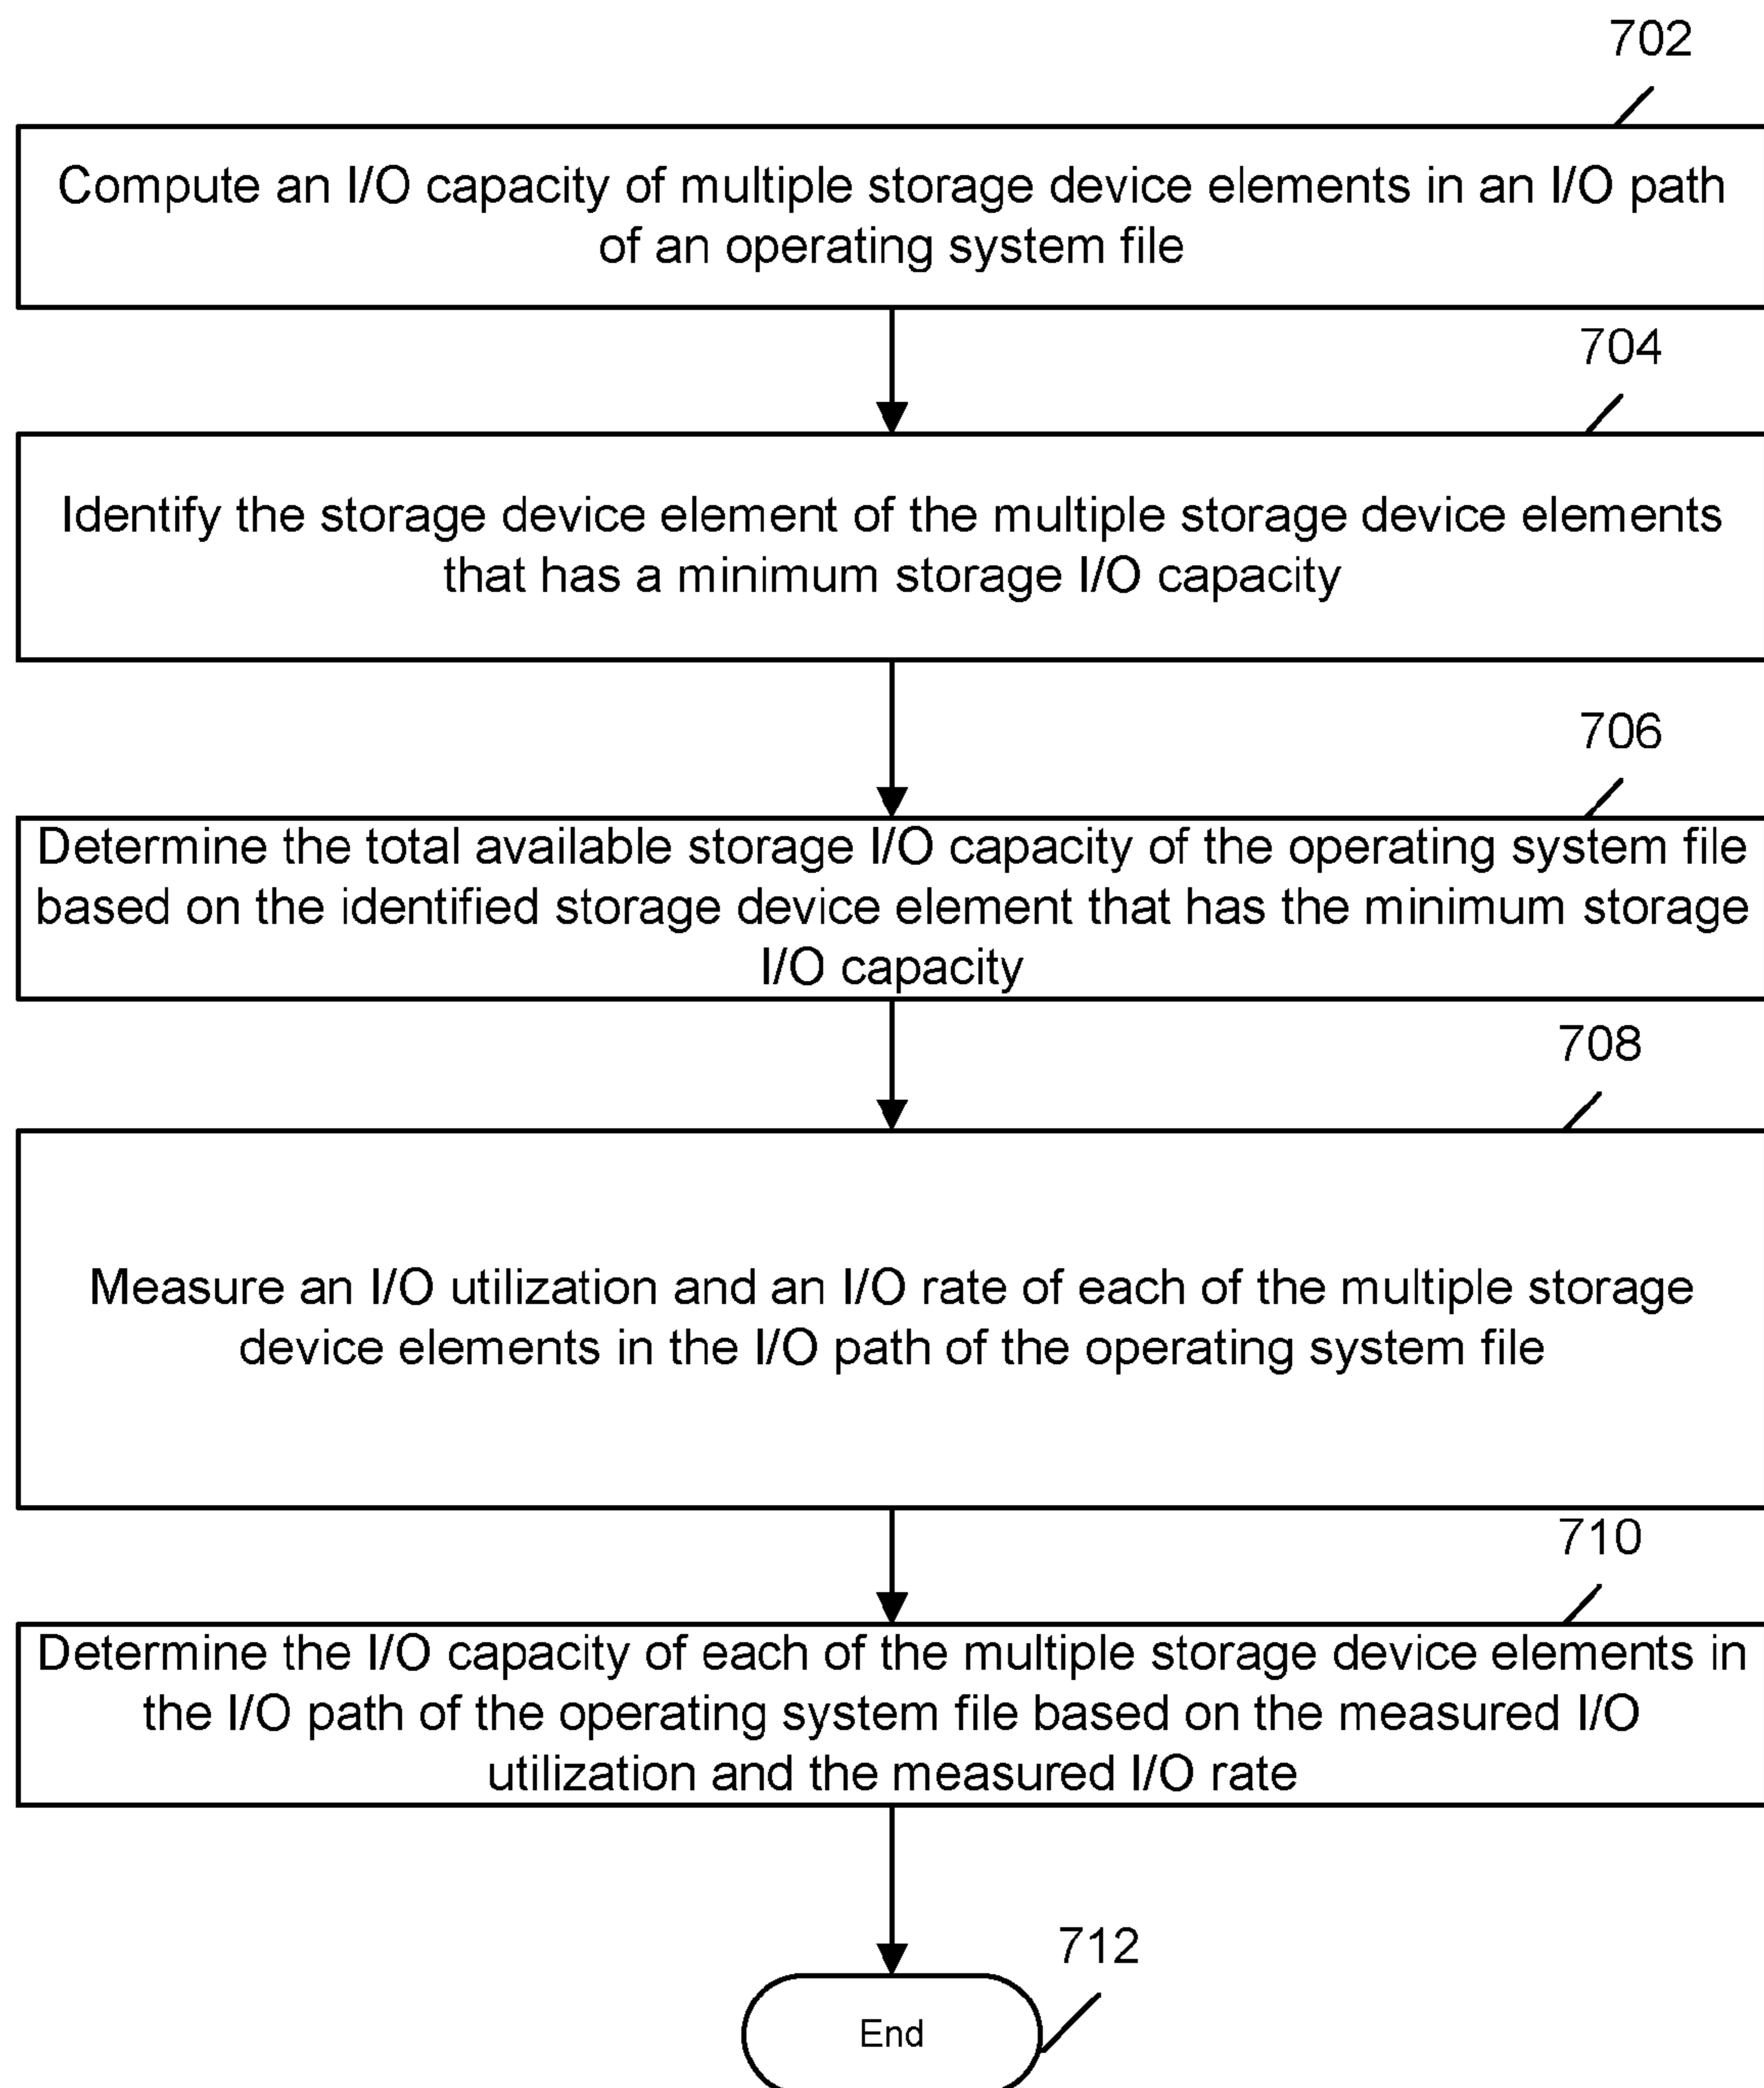 702
Compute an I/O capacity of multiple storage device elements in an I/O path
of an operating system file
704
Identify the storage device element of the multiple storage device elements
that has a minimum storage I/O capacity
706
Determine the total available storage I/O capacity of the operating system file
based on the identified storage device element that has the minimum storage
I/O capacity
708
Measure an I/O utilization and an I/O rate of each of the multiple storage
device elements in the I/O path of the operating system file
710
Determine the I/O capacity of each of the multiple storage device elements in
the I/O path of the operating system file based on the measured I/O
utilization and the measured I/O rate
712
End